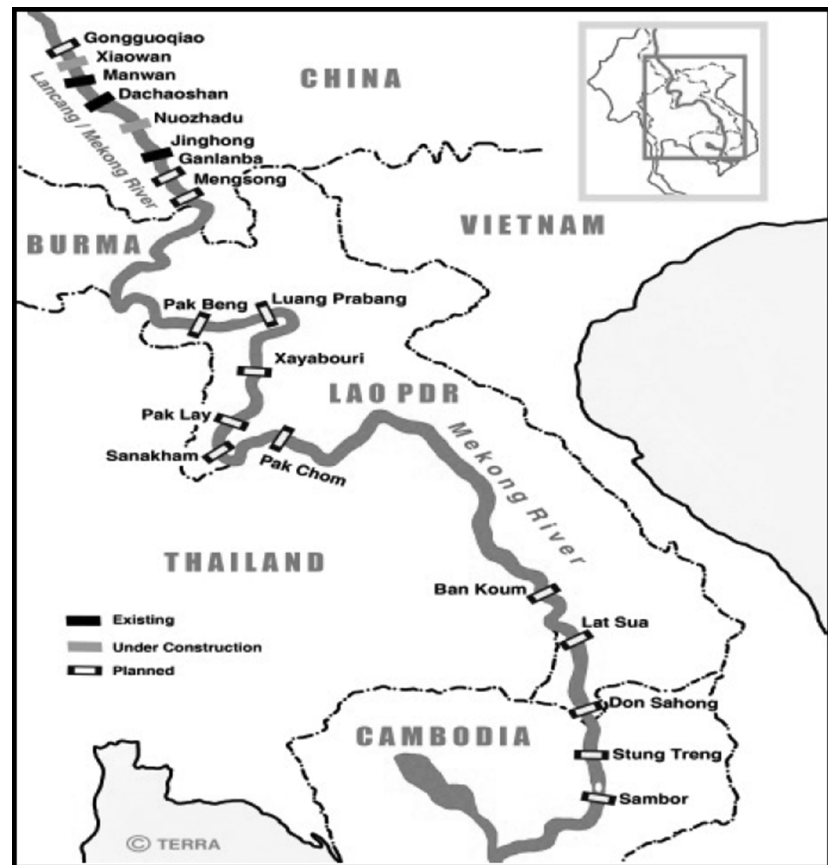 Gongguoqiao
Xiaowan
Manwan
Dachaoshan
Nuozhadu
Jinghong
Ganlanba
Mengsong
Lancang / Mekong River
CHINA
BURMA
VIETNAM
Pak Beng
Luang Prabang
Xayabouri
LAO PDR
Pak Lay
Sanakham
Pak Chom
Mekong River
THAILAND
Ban Koum
Lat Sua
Existing
Under Construction
Planned
Don Sahong
CAMBODIA
Stung Treng
Sambor
© TERRA